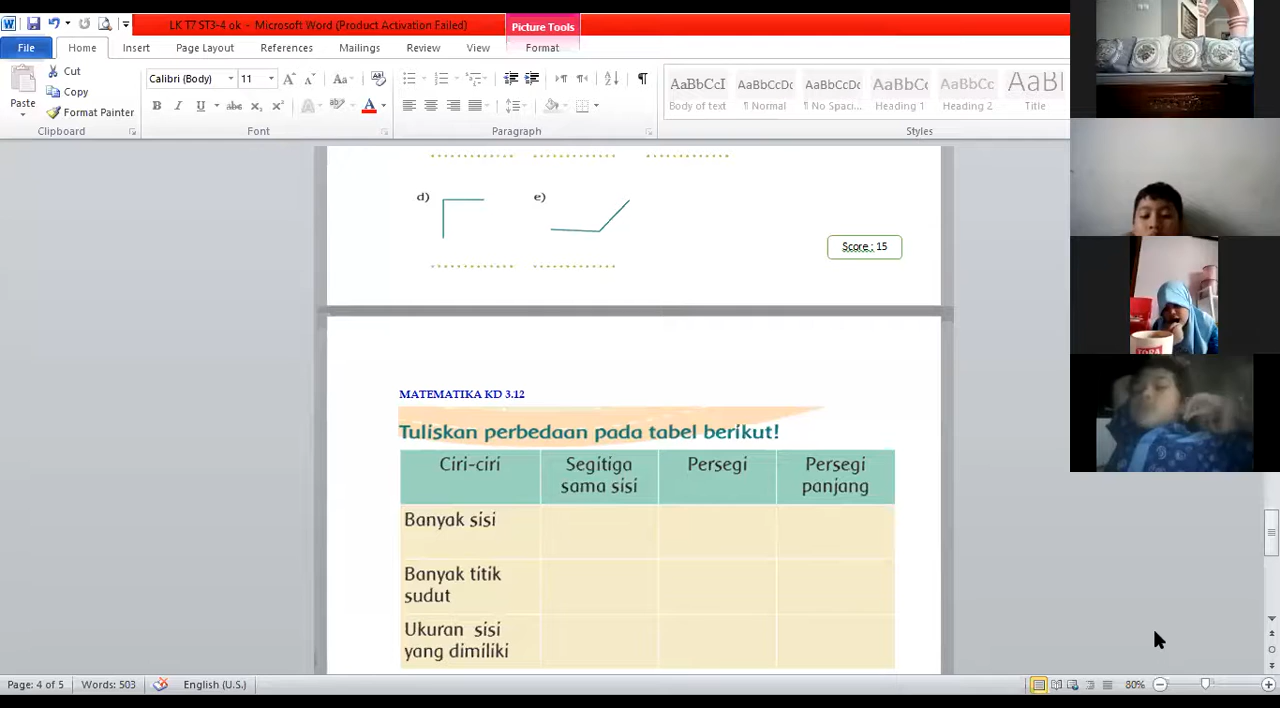 LK T7 ST3-4 ok - Microsoft Word (Product Activation Failed)
Picture Tools
File Home Insert Page Layout References Mailings Review View Format
Paste
Cut
Copy
Format Painter
Calibri (Body) 11
AaBbCcI AaBbCcDc AaBbCcDc AaBbCc AaBbCc AaBI
Body of text ¶ Normal ¶ No Spaci... Heading 1 Heading 2 Title
Clipboard Font Paragraph Styles
d) e)
Score : 15
MATEMATIKA KD 3.12
Tuliskan perbedaan pada tabel berikut!
Ciri-ciri Segitiga sama sisi Persegi Persegi panjang
Banyak sisi
Banyak titik
sudut
Ukuran sisi
yang dimiliki
Page: 4 of 5 Words: 503 English (U.S.) 80%